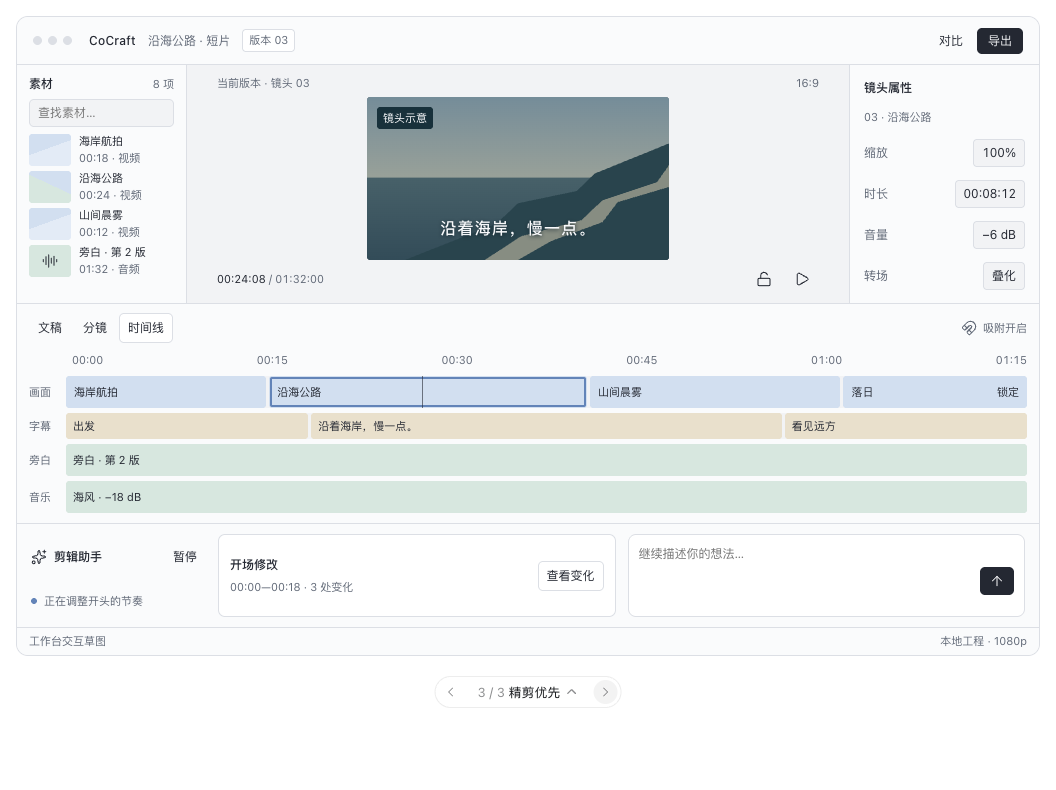 CoCraft 沿海公路 · 短片 版本 03 对比 导出
素材 8 项
查找素材...
海岸航拍
00:18 · 视频
沿海公路
00:24 · 视频
山间晨雾
00:12 · 视频
旁白 · 第 2 版
01:32 · 音频
当前版本 · 镜头 03 16:9
镜头示意
沿着海岸，慢一点。
00:24:08 / 01:32:00
镜头属性
03 · 沿海公路
缩放 100%
时长 00:08:12
音量 −6 dB
转场 叠化
文稿 分镜 时间线 吸附开启
00:00 00:15 00:30 00:45 01:00 01:15
画面 海岸航拍 沿海公路 山间晨雾 落日 锁定
字幕 出发 沿着海岸，慢一点。 看见远方
旁白 旁白 · 第 2 版
音乐 海风 · −18 dB
剪辑助手 暂停
正在调整开头的节奏
开场修改
00:00—00:18 · 3 处变化
查看变化
继续描述你的想法...
工作台交互草图 本地工程 · 1080p
3 / 3 精剪优先